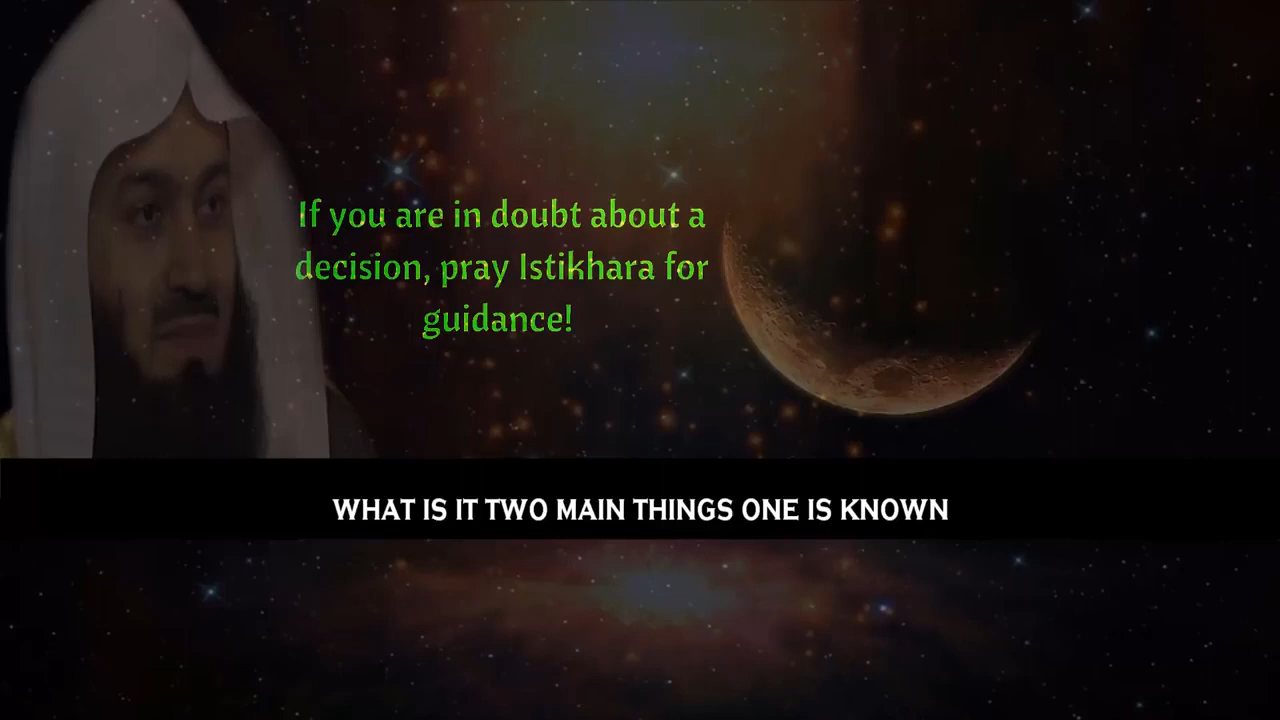 If you are in doubt about a
decision, pray Istikhara for
guidance!
WHAT IS IT TWO MAIN THINGS ONE IS KNOWN